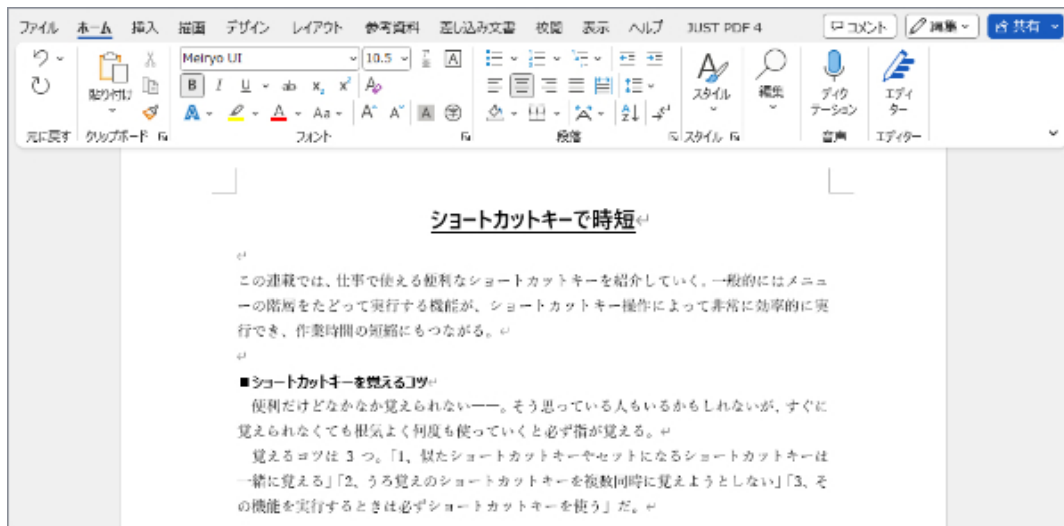 ファイル ホーム 挿入 描画 デザイン レイアウト 参考資料 差し込み文書 校閲 表示 ヘルプ JUST PDF 4 コメント 編集 共有
Meiryo UI 10.5
貼り付け スタイル 編集 ディクテーション エディター
元に戻す クリップボード フォント 段落 スタイル 音声 エディター
ショートカットキーで時短
この連載では、仕事で使える便利なショートカットキーを紹介していく。一般的にはメニュ
ーの階層をたどって実行する機能が、ショートカットキー操作によって非常に効率的に実
行でき、作業時間の短縮にもつながる。
■ショートカットキーを覚えるコツ
便利だけどなかなか覚えられない――。そう思っている人もいるかもしれないが、すぐに
覚えられなくても根気よく何度も使っていくと必ず指が覚える。
覚えるコツは 3 つ。「1、似たショートカットキーやセットになるショートカットキーは
一緒に覚える」「2、うろ覚えのショートカットキーを複数同時に覚えようとしない」「3、そ
の機能を実行するときは必ずショートカットキーを使う」だ。